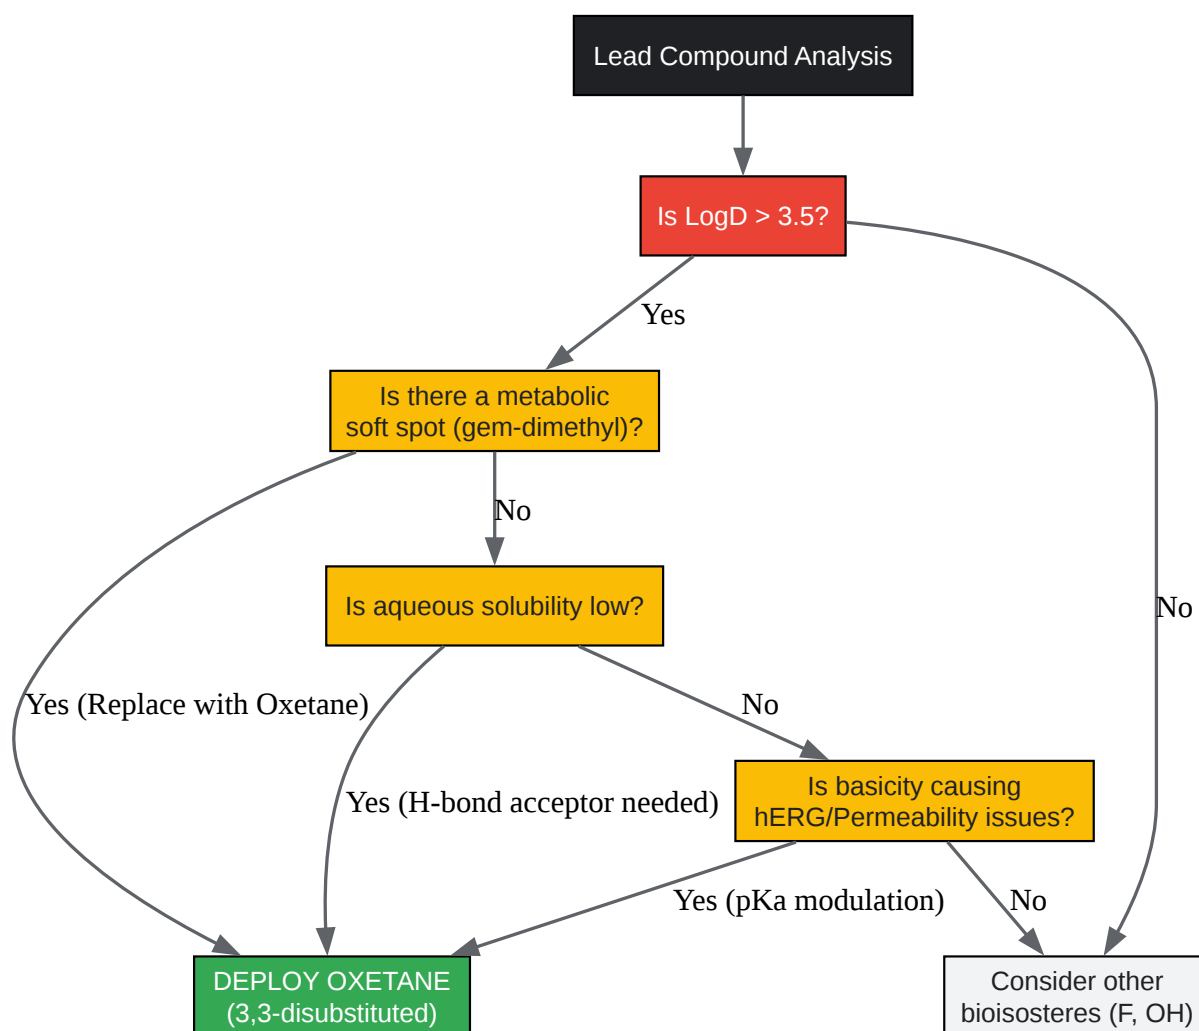 Lead Compound Analysis
Is LogD > 3.5?
Yes
Is there a metabolic
soft spot (gem-dimethyl)?
No
Is aqueous solubility low?
No
Yes (Replace with Oxetane)
No
Yes (H-bond acceptor needed)
Is basicity causing
hERG/Permeability issues?
Yes (pKa modulation)
No
DEPLOY OXETANE
(3,3-disubstituted)
Consider other
bioisosteres (F, OH)